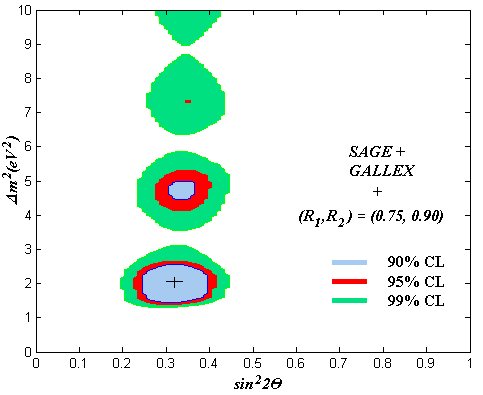 10
9
8
7
6
5
4
3
2
1
0
Δm²(eV²)
SAGE +
GALLEX
+
(R₁,R₂) = (0.75, 0.90)
90% CL
95% CL
99% CL
0 0.1 0.2 0.3 0.4 0.5 0.6 0.7 0.8 0.9 1
sin²2Θ